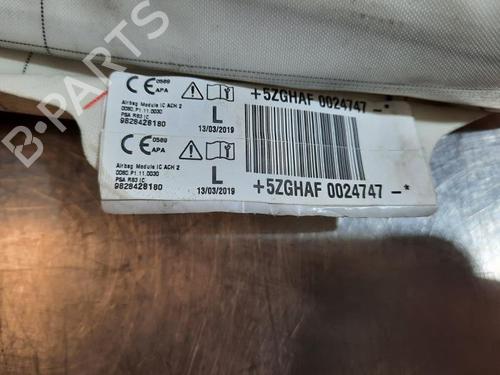 CE 0589
APA
Airbag Module IC ACH 2
0080.P1.11.0030
PSA R83 IC
9828428180
L
13/03/2019
+5ZGHAF 0024747 -*
CE 0589
APA
Airbag Module IC ACH 2
0080.P1.11.0030
PSA R83 IC
9828428180
L
13/03/2019
+5ZGHAF 0024747 -*
B-PARTS